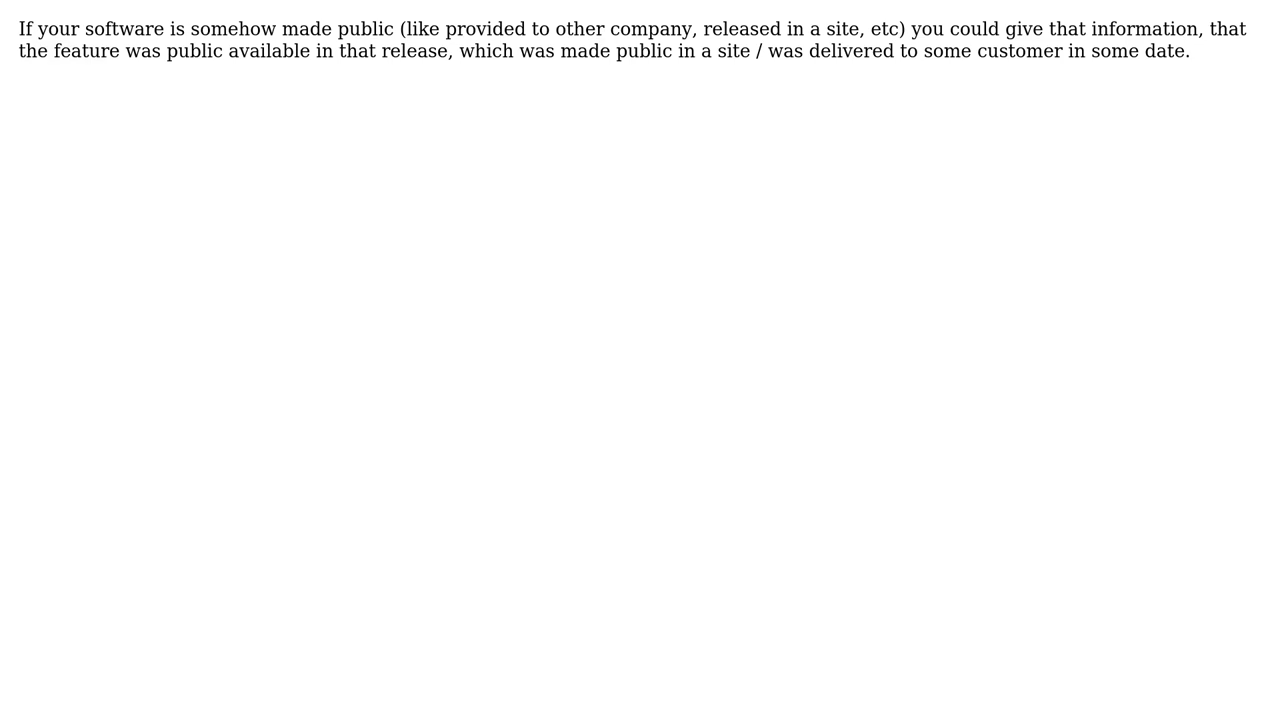 If your software is somehow made public (like provided to other company, released in a site, etc) you could give that information, that
the feature was public available in that release, which was made public in a site / was delivered to some customer in some date.